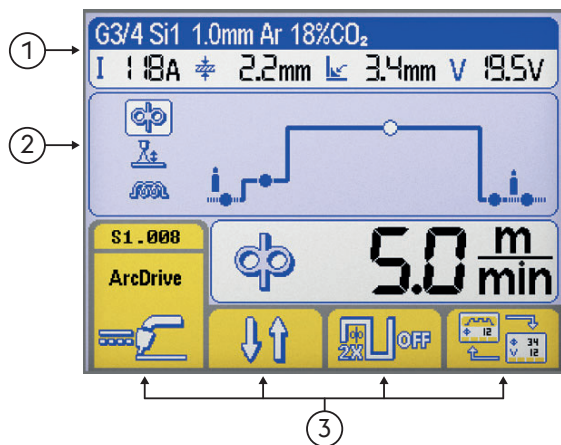 G3/4 Si1 1.0mm Ar 18%CO₂
I 118A 2.2mm 3.4mm V 19.5V
1
2
S1.008
ArcDrive
5.0 m/min
2X OFF
12
34
V 12
3